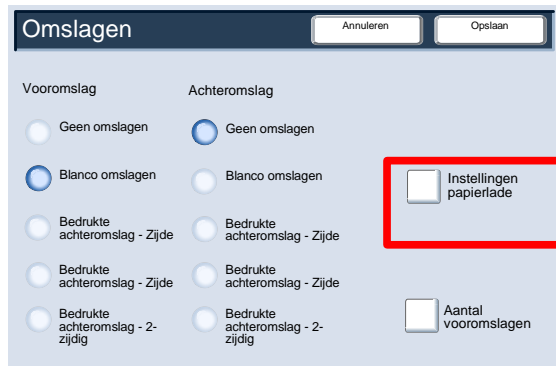 Omslagen
Annuleren
Opslaan
Vooromslag
Achteromslag
Geen omslagen
Geen omslagen
Blanco omslagen
Blanco omslagen
Instellingen
papierlade
Bedrukte
achteromslag - Zijde
Bedrukte
achteromslag - Zijde
Bedrukte
achteromslag - Zijde
Bedrukte
achteromslag - Zijde
Bedrukte
achteromslag - 2-
zijdig
Bedrukte
achteromslag - 2-
zijdig
Aantal
vooromslagen